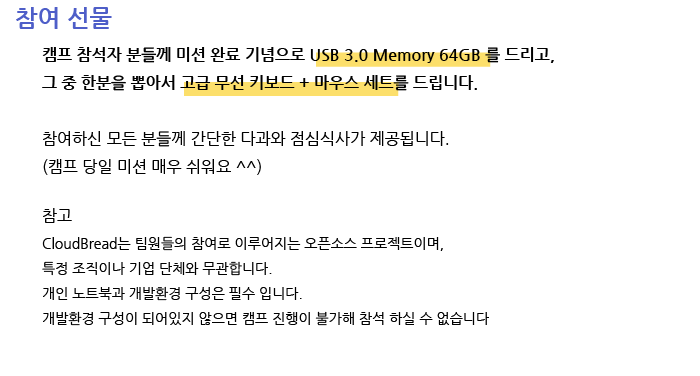 참여 선물
캠프 참석자 분들께 미션 완료 기념으로 USB 3.0 Memory 64GB 를 드리고,
그 중 한분을 뽑아서 고급 무선 키보드 + 마우스 세트를 드립니다.
참여하신 모든 분들께 간단한 다과와 점심식사가 제공됩니다.
(캠프 당일 미션 매우 쉬워요 ^^)
참고
CloudBread는 팀원들의 참여로 이루어지는 오픈소스 프로젝트이며,
특정 조직이나 기업 단체와 무관합니다.
개인 노트북과 개발환경 구성은 필수 입니다.
개발환경 구성이 되어있지 않으면 캠프 진행이 불가해 참석 하실 수 없습니다